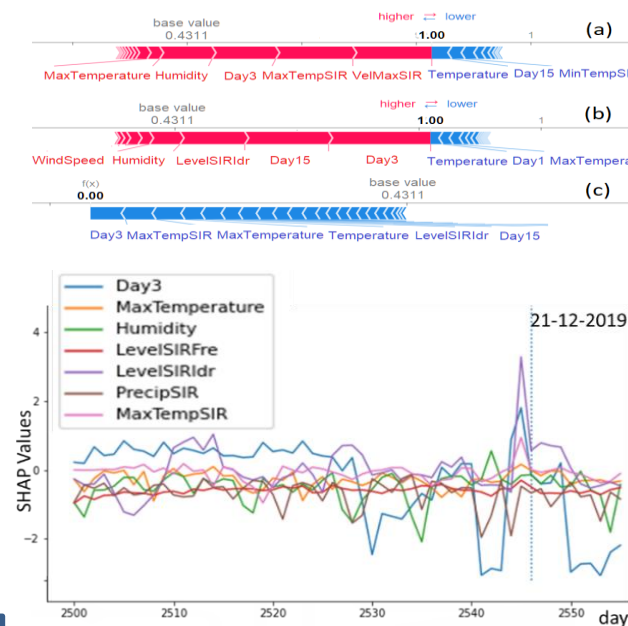 higher lower
base value
0.4311 1.00 1 (a)
MaxTemperature Humidity Day3 MaxTempSIR VelMaxSIR Temperature Day15 MinTempS
higher lower
base value
0.4311 1.00 1 (b)
WindSpeed Humidity LevelSIRIdr Day15 Day3 Temperature Day1 MaxTempera
f(x) base value (c)
0.00 0.4311
Day3 MaxTempSIR MaxTemperature Temperature LevelSIRIdr Day15
Day3
MaxTemperature
Humidity
LevelSIRFre
LevelSIRIdr
PrecipSIR
MaxTempSIR
21-12-2019
SHAP Values
4
2
0
−2
2500 2510 2520 2530 2540 2550
day